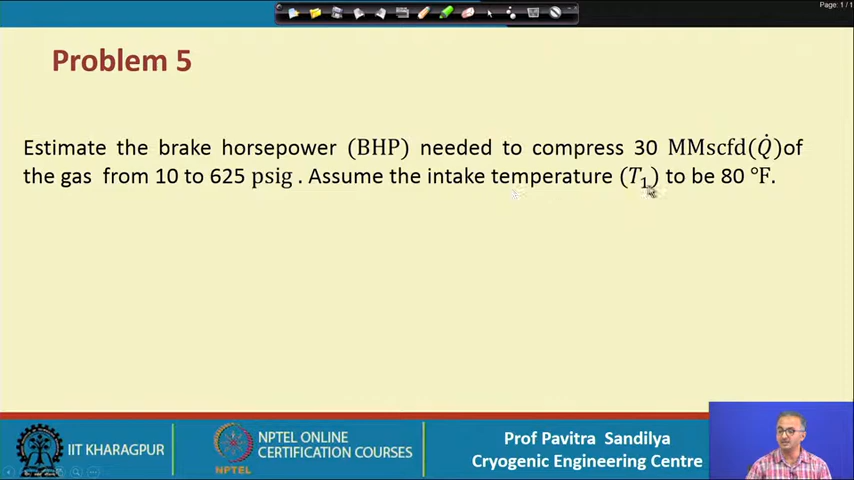 Page: 1 / 1
Problem 5
Estimate the brake horsepower (BHP) needed to compress 30 MMscfd(Q̇)of
the gas from 10 to 625 psig . Assume the intake temperature (T₁) to be 80 °F.
IIT KHARAGPUR
NPTEL
NPTEL ONLINE
CERTIFICATION COURSES
Prof Pavitra Sandilya
Cryogenic Engineering Centre